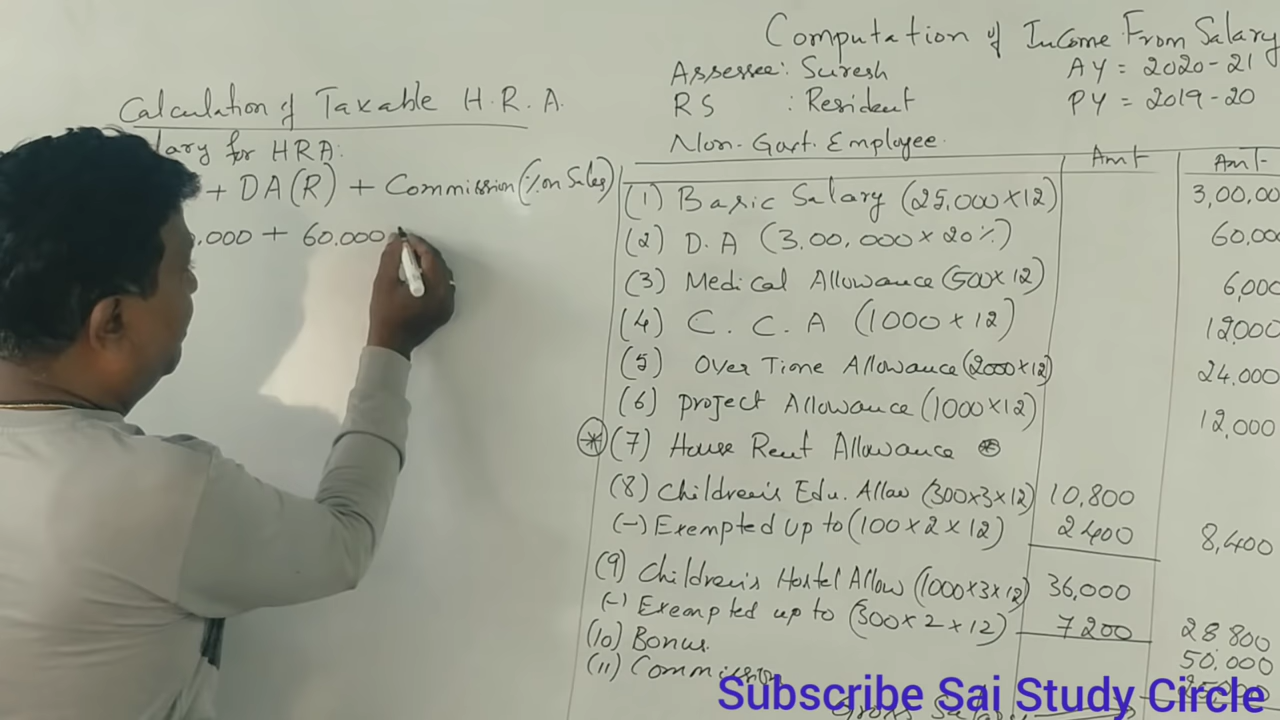 Calculation of Taxable H.R.A.
lary for HRA:
+ DA(R) + Commission (% on Sales)
,000 + 60,000
Computation of Income From Salary
Assessee: Suresh AY = 2020-21
RS : Resident PY = 2019-20
Non-Govt. Employee.
Amt Amt
(1) Basic Salary (25,000×12) 3,00,00
(2) D.A (3,00,000×20%) 60,00
(3) Medical Allowance (500×12) 6,00
(4) C.C.A (1000×12) 12,000
(5) Over Time Allowance (2000×12) 24,000
(6) Project Allowance (1000×12) 12,000
(7) House Rent Allowance
(8) Children's Edu. Allow (300×3×12) 10,800
(-) Exempted up to (100×2×12) 2400 8,400
(9) Children's Hostel Allow (1000×3×12) 36,000
(-) Exempted up to (300×2×12) 7200 28800
(10) Bonus. 50,000
(11) Commission
Gross Salary
Subscribe Sai Study Circle